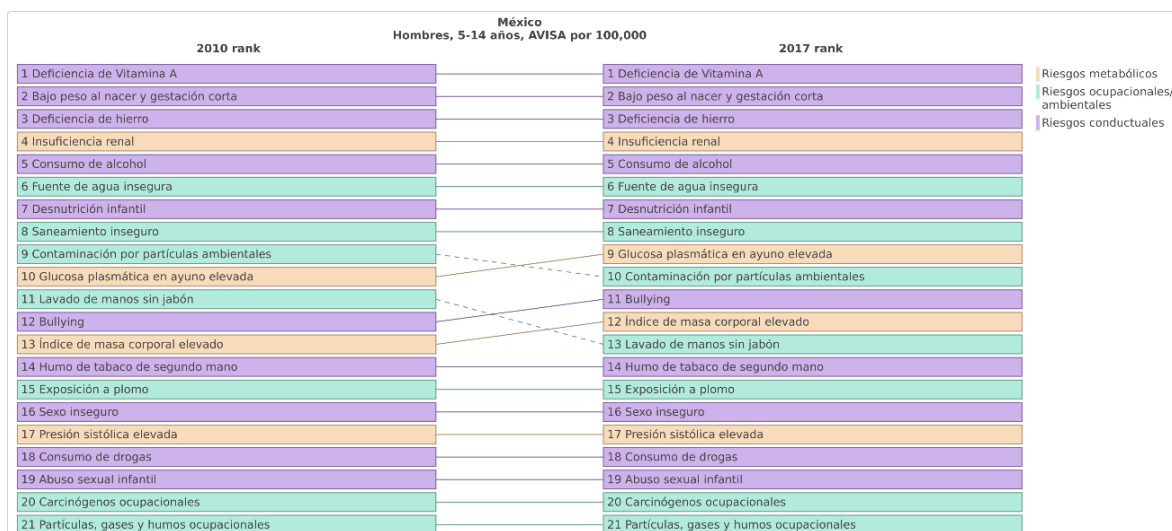 México
Hombres, 5-14 años, AVISA por 100,000
2010 rank
1 Deficiencia de Vitamina A
2 Bajo peso al nacer y gestación corta
3 Deficiencia de hierro
4 Insuficiencia renal
5 Consumo de alcohol
6 Fuente de agua insegura
7 Desnutrición infantil
8 Saneamiento inseguro
9 Contaminación por partículas ambientales
10 Glucosa plasmática en ayuno elevada
11 Lavado de manos sin jabón
12 Bullying
13 Índice de masa corporal elevado
14 Humo de tabaco de segundo mano
15 Exposición a plomo
16 Sexo inseguro
17 Presión sistólica elevada
18 Consumo de drogas
19 Abuso sexual infantil
20 Carcinógenos ocupacionales
21 Partículas, gases y humos ocupacionales
2017 rank
1 Deficiencia de Vitamina A
2 Bajo peso al nacer y gestación corta
3 Deficiencia de hierro
4 Insuficiencia renal
5 Consumo de alcohol
6 Fuente de agua insegura
7 Desnutrición infantil
8 Saneamiento inseguro
9 Glucosa plasmática en ayuno elevada
10 Contaminación por partículas ambientales
11 Bullying
12 Índice de masa corporal elevado
13 Lavado de manos sin jabón
14 Humo de tabaco de segundo mano
15 Exposición a plomo
16 Sexo inseguro
17 Presión sistólica elevada
18 Consumo de drogas
19 Abuso sexual infantil
20 Carcinógenos ocupacionales
21 Partículas, gases y humos ocupacionales
Riesgos metabólicos
Riesgos ocupacionales/
ambientales
Riesgos conductuales